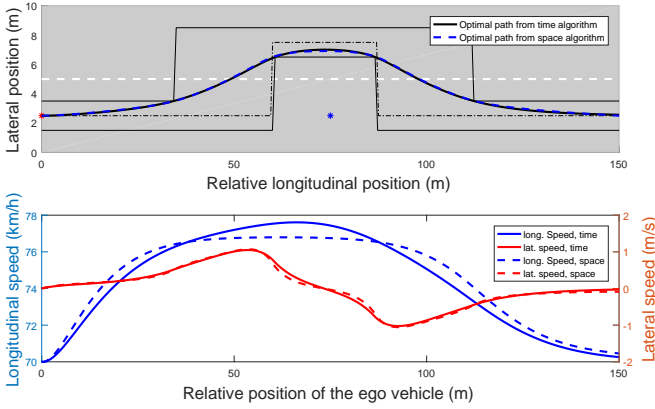 10
8
6
4
2
0
Lateral position (m)
Optimal path from time algorithm
Optimal path from space algorithm
0 50 100 150
Relative longitudinal position (m)
78
76
74
72
70
Longitudinal speed (km/h)
long. Speed, time
lat. speed, time
long. Speed, space
lat. speed, space
2
1
0
-1
-2
Lateral speed (m/s)
0 50 100 150
Relative position of the ego vehicle (m)